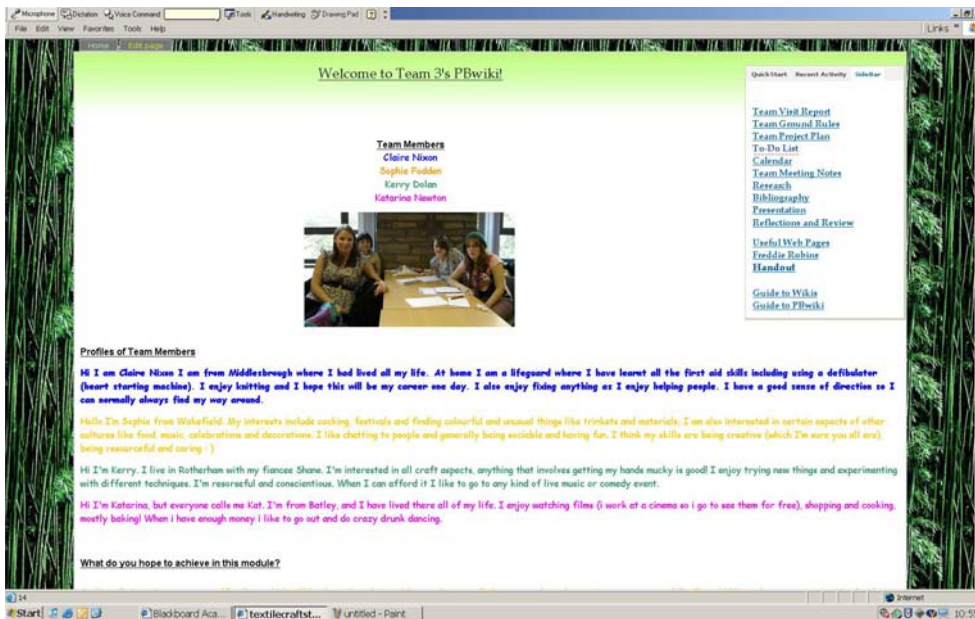 Microphone Dictation Voice Command Tools Handwriting Drawing Pad
File Edit View Favorites Tools Help Links
Home Edit page
Welcome to Team 3's PBwiki!
QuickStart Recent Activity SideBar
Team Visit Report
Team Ground Rules
Team Project Plan
To-Do List
Calendar
Team Meeting Notes
Research
Bibliography
Presentation
Reflections and Review
Useful Web Pages
Freddie Robins
Handout
Guide to Wikis
Guide to PBwiki
Team Members
Claire Nixon
Sophie Fodden
Kerry Dolan
Katarina Newton
Profiles of Team Members
Hi I am Claire Nixon I am from Middlesbrough where I had lived all my life. At home I am a lifeguard where I have learnt all the first aid skills including using a defibulator
(heart starting machine). I enjoy knitting and I hope this will be my career one day. I also enjoy fixing anything as I enjoy helping people. I have a good sense of direction so I
can normally always find my way around.
Hello I'm Sophie from Wakefield. My interests include cooking, festivals and finding colourful and unusual things like trinkets and materials; I am also interested in certain aspects of other
cultures like food, music, celebrations and decorations. I like chatting to people and generally being sociable and having fun. I think my skills are being creative (which I'm sure you all are),
being resourceful and caring : )
Hi I'm Kerry. I live in Rotherham with my fiancee Shane. I'm interested in all craft aspects, anything that involves getting my hands mucky is good! I enjoy trying new things and experimenting
with different techniques. I'm resorseful and conscientious. When I can afford it I like to go to any kind of live music or comedy event.
Hi I'm Katarina, but everyone calls me Kat. I'm from Batley, and I have lived there all of my life. I enjoy watching films (i work at a cinema so i go to see them for free), shopping and cooking,
mostly baking! When i have enough money i like to go out and do crazy drunk dancing.
What do you hope to achieve in this module?
14 Internet
Start Blackboard Aca... textilecraftst... untitled - Paint